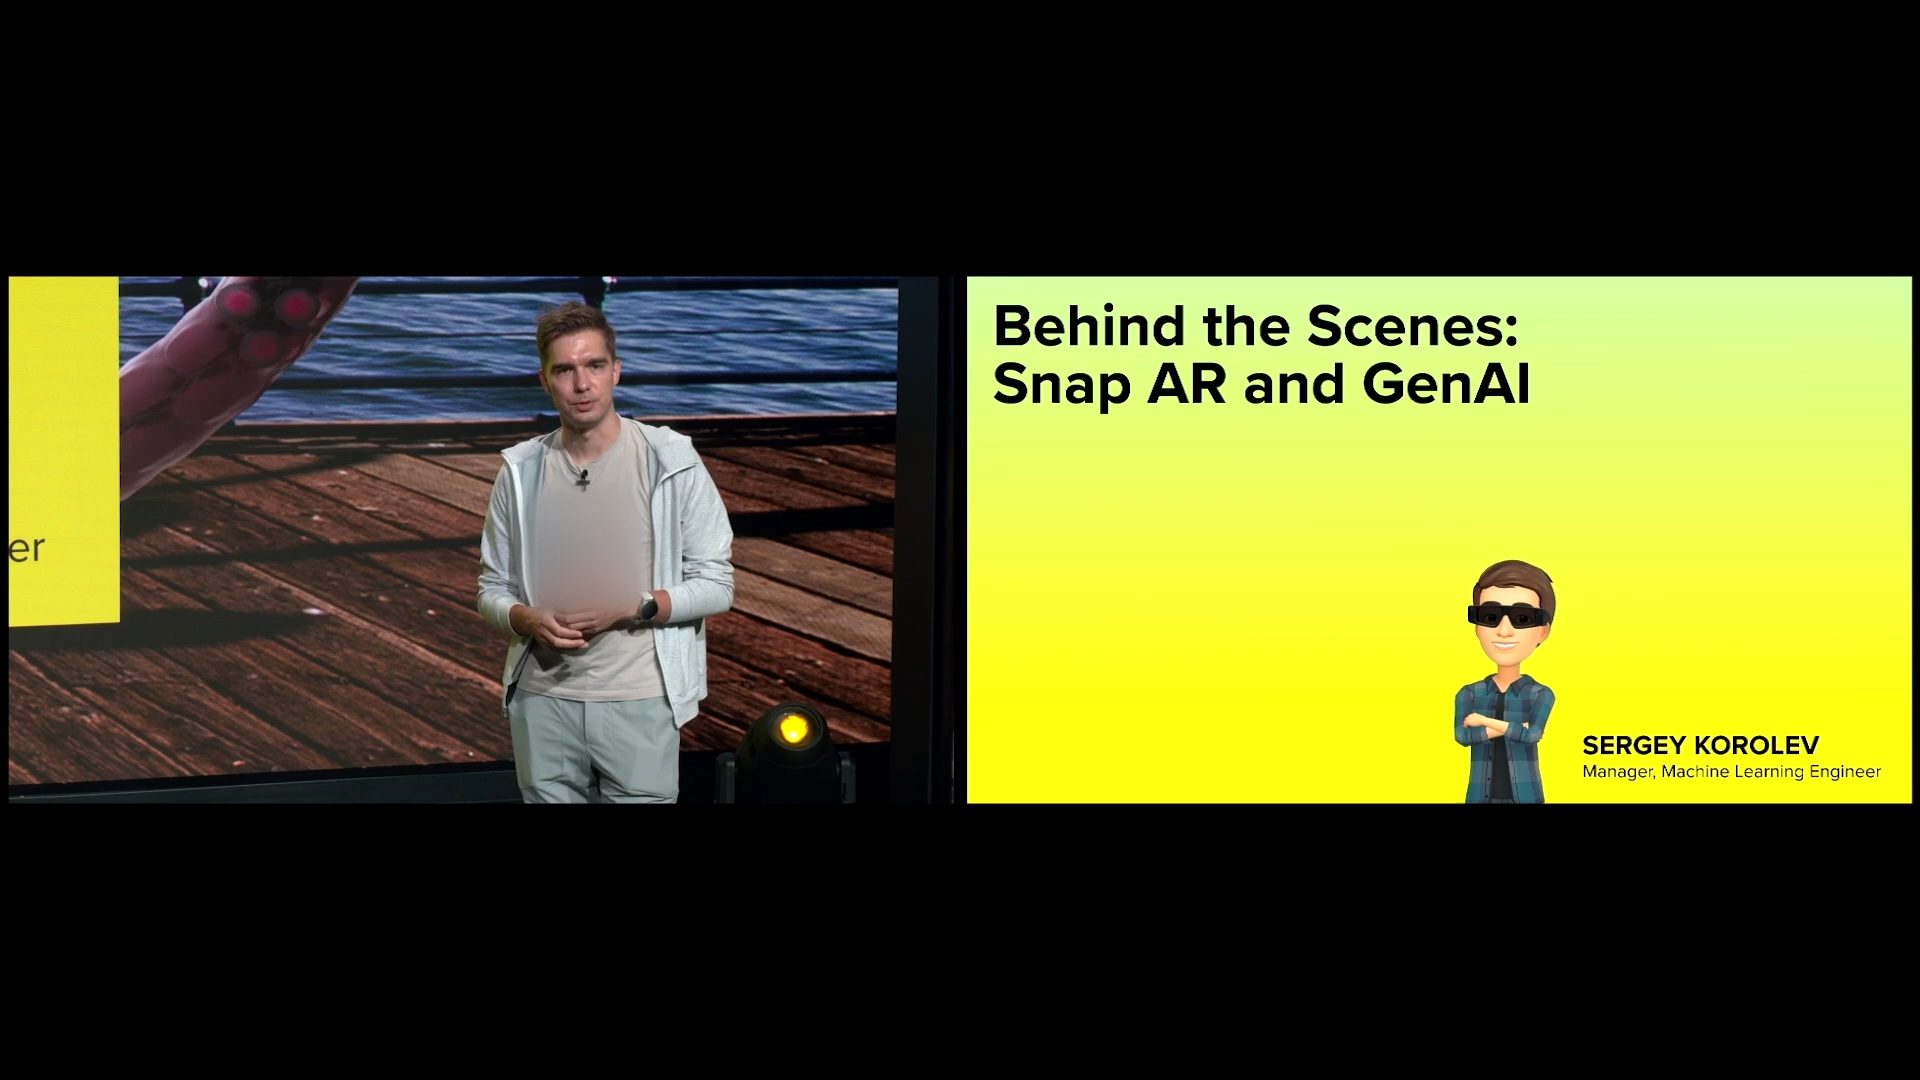 er
Behind the Scenes:
Snap AR and GenAI
SERGEY KOROLEV
Manager, Machine Learning Engineer